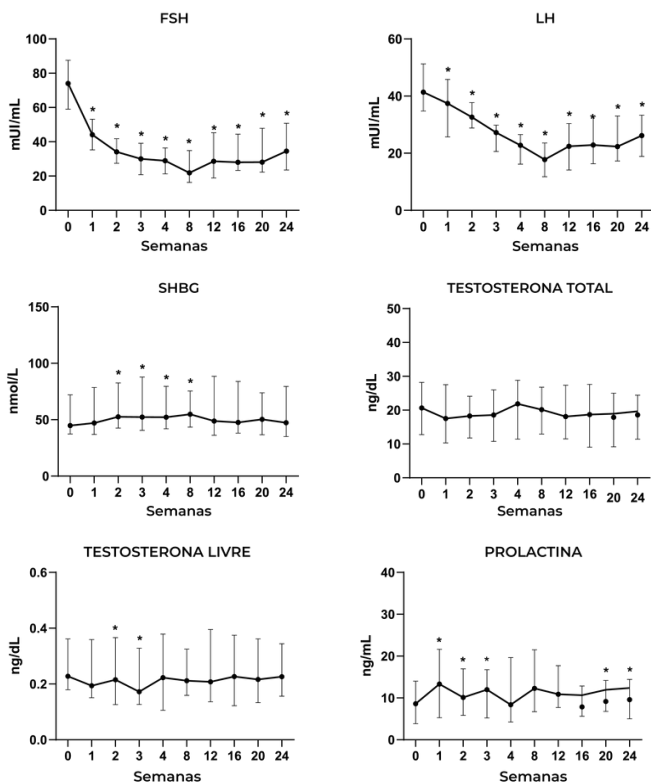 FSH
LH
100
80
60
40
20
0
mUI/mL
* * * * * * * * *
0 1 2 3 4 8 12 16 20 24
Semanas
60
40
20
0
mUI/mL
* * * * * * * * *
0 1 2 3 4 8 12 16 20 24
Semanas
SHBG
TESTOSTERONA TOTAL
150
100
50
0
nmol/L
* * * *
0 1 2 3 4 8 12 16 20 24
Semanas
50
40
30
20
10
0
ng/dL
0 1 2 3 4 8 12 16 20 24
Semanas
TESTOSTERONA LIVRE
PROLACTINA
0.6
0.4
0.2
0.0
ng/dL
* *
0 1 2 3 4 8 12 16 20 24
Semanas
40
30
20
10
0
ng/mL
* * * * *
0 1 2 3 4 8 12 16 20 24
Semanas